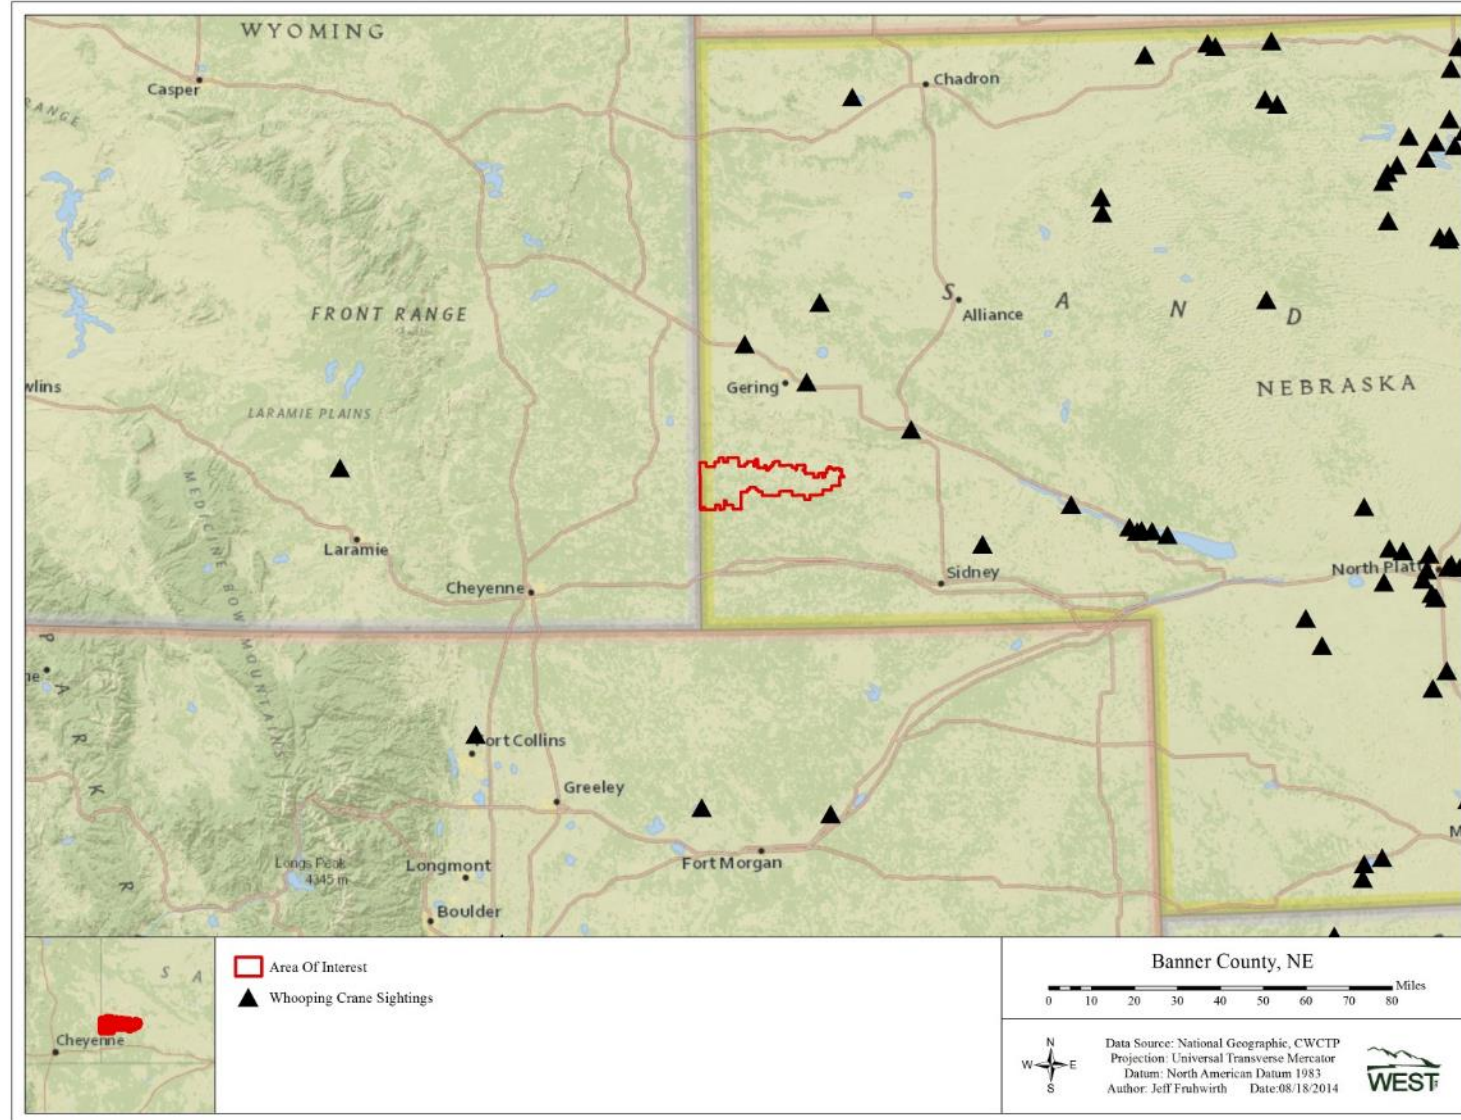 WYOMING
Casper
Chadron
RANGE
S
A
N
D
Alliance
FRONT RANGE
Gering
NEBRASKA
wlins
LARAMIE PLAINS
MEDICINE BOW MOUNTAINS
Laramie
Cheyenne
Sidney
North Platt
P
A
R
K
R
ne
ort Collins
Greeley
Fort Morgan
Longs Peak
4345 m
Longmont
Boulder
M
S A
Cheyenne
Area Of Interest
Whooping Crane Sightings
Banner County, NE
Miles
0 10 20 30 40 50 60 70 80
N
W E
S
Data Source: National Geographic, CWCTP
Projection: Universal Transverse Mercator
Datum: North American Datum 1983
Author: Jeff Fruhwirth Date:08/18/2014
WEST